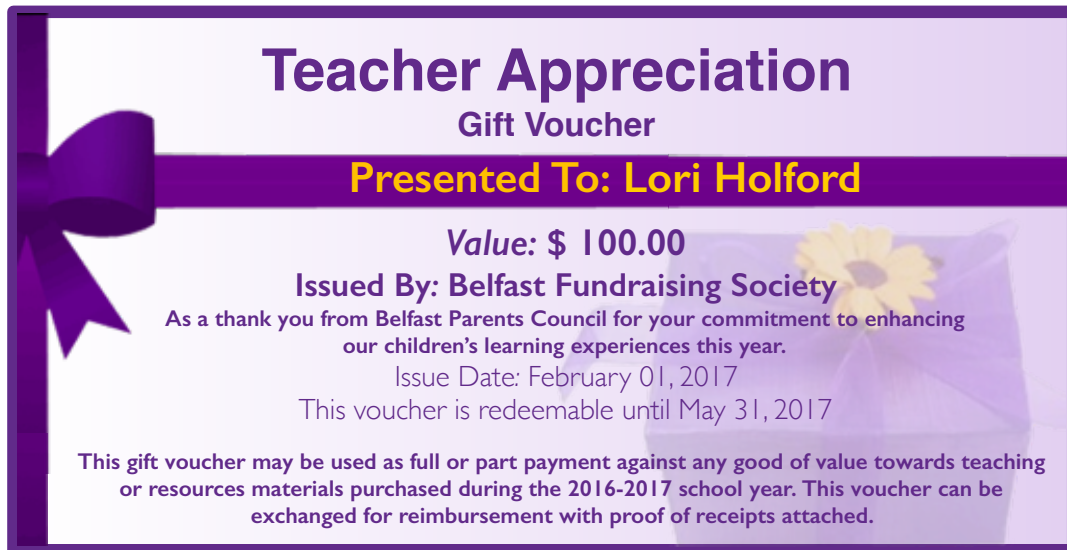 Teacher Appreciation
Gift Voucher
Presented To: Lori Holford
Value: $ 100.00
Issued By: Belfast Fundraising Society
As a thank you from Belfast Parents Council for your commitment to enhancing
our children’s learning experiences this year.
Issue Date: February 01, 2017
This voucher is redeemable until May 31, 2017
This gift voucher may be used as full or part payment against any good of value towards teaching
or resources materials purchased during the 2016-2017 school year. This voucher can be
exchanged for reimbursement with proof of receipts attached.